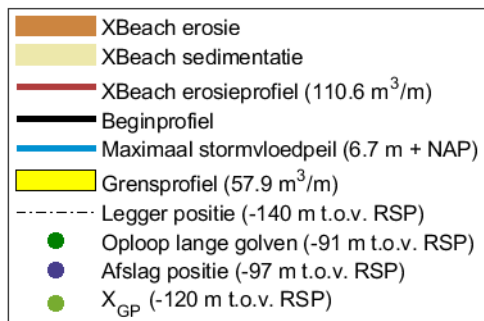 XBeach erosie
XBeach sedimentatie
XBeach erosieprofiel (110.6 m³/m)
Beginprofiel
Maximaal stormvloedpeil (6.7 m + NAP)
Grensprofiel (57.9 m³/m)
Legger positie (-140 m t.o.v. RSP)
Oploop lange golven (-91 m t.o.v. RSP)
Afslag positie (-97 m t.o.v. RSP)
X_GP (-120 m t.o.v. RSP)